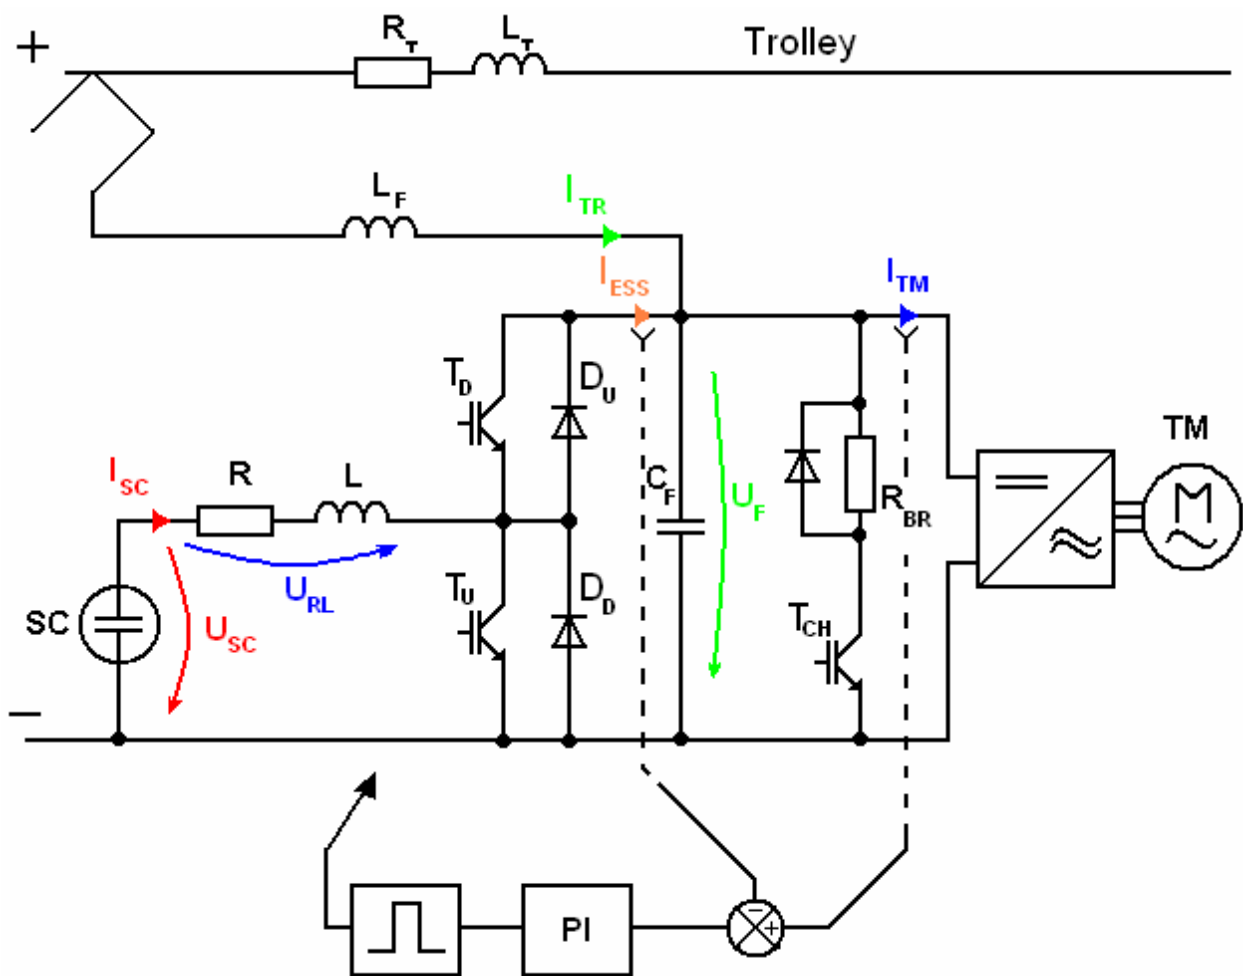 +
R_T
L_T
Trolley
L_F
I_TR
I_ESS
I_TM
T_D
D_U
TM
I_SC
R
L
C_F
U_F
R_BR
M
U_RL
T_U
D_D
SC
U_SC
T_CH
−
−
+
PI